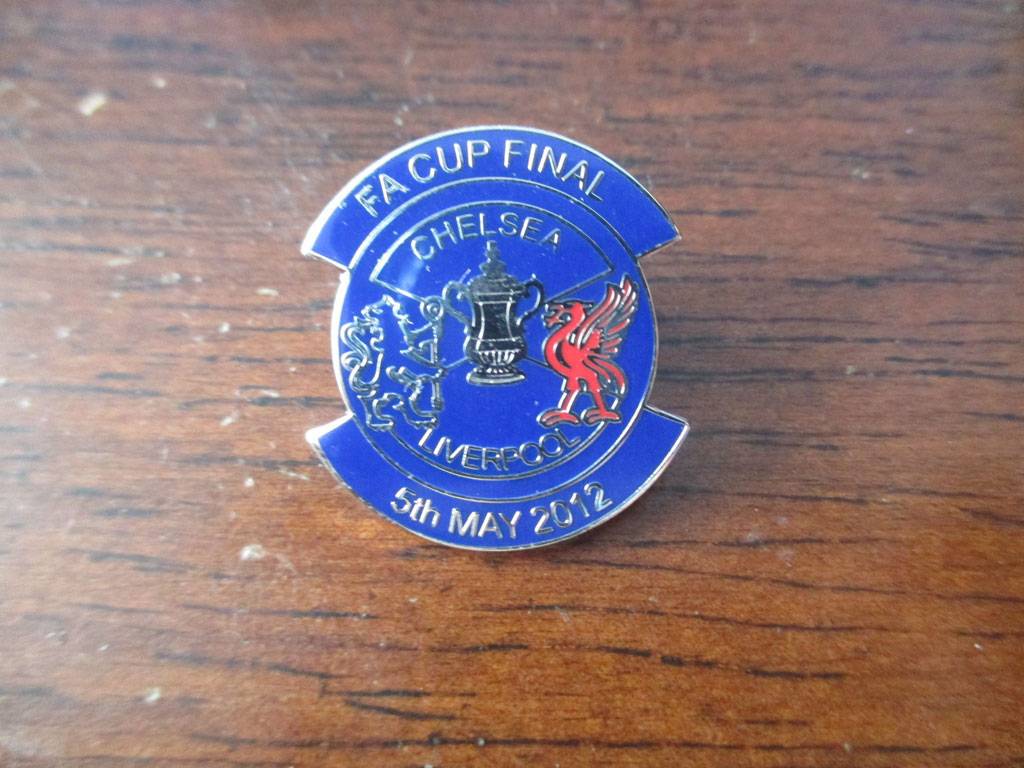 FA CUP FINAL
CHELSEA
LIVERPOOL
5th MAY 2012